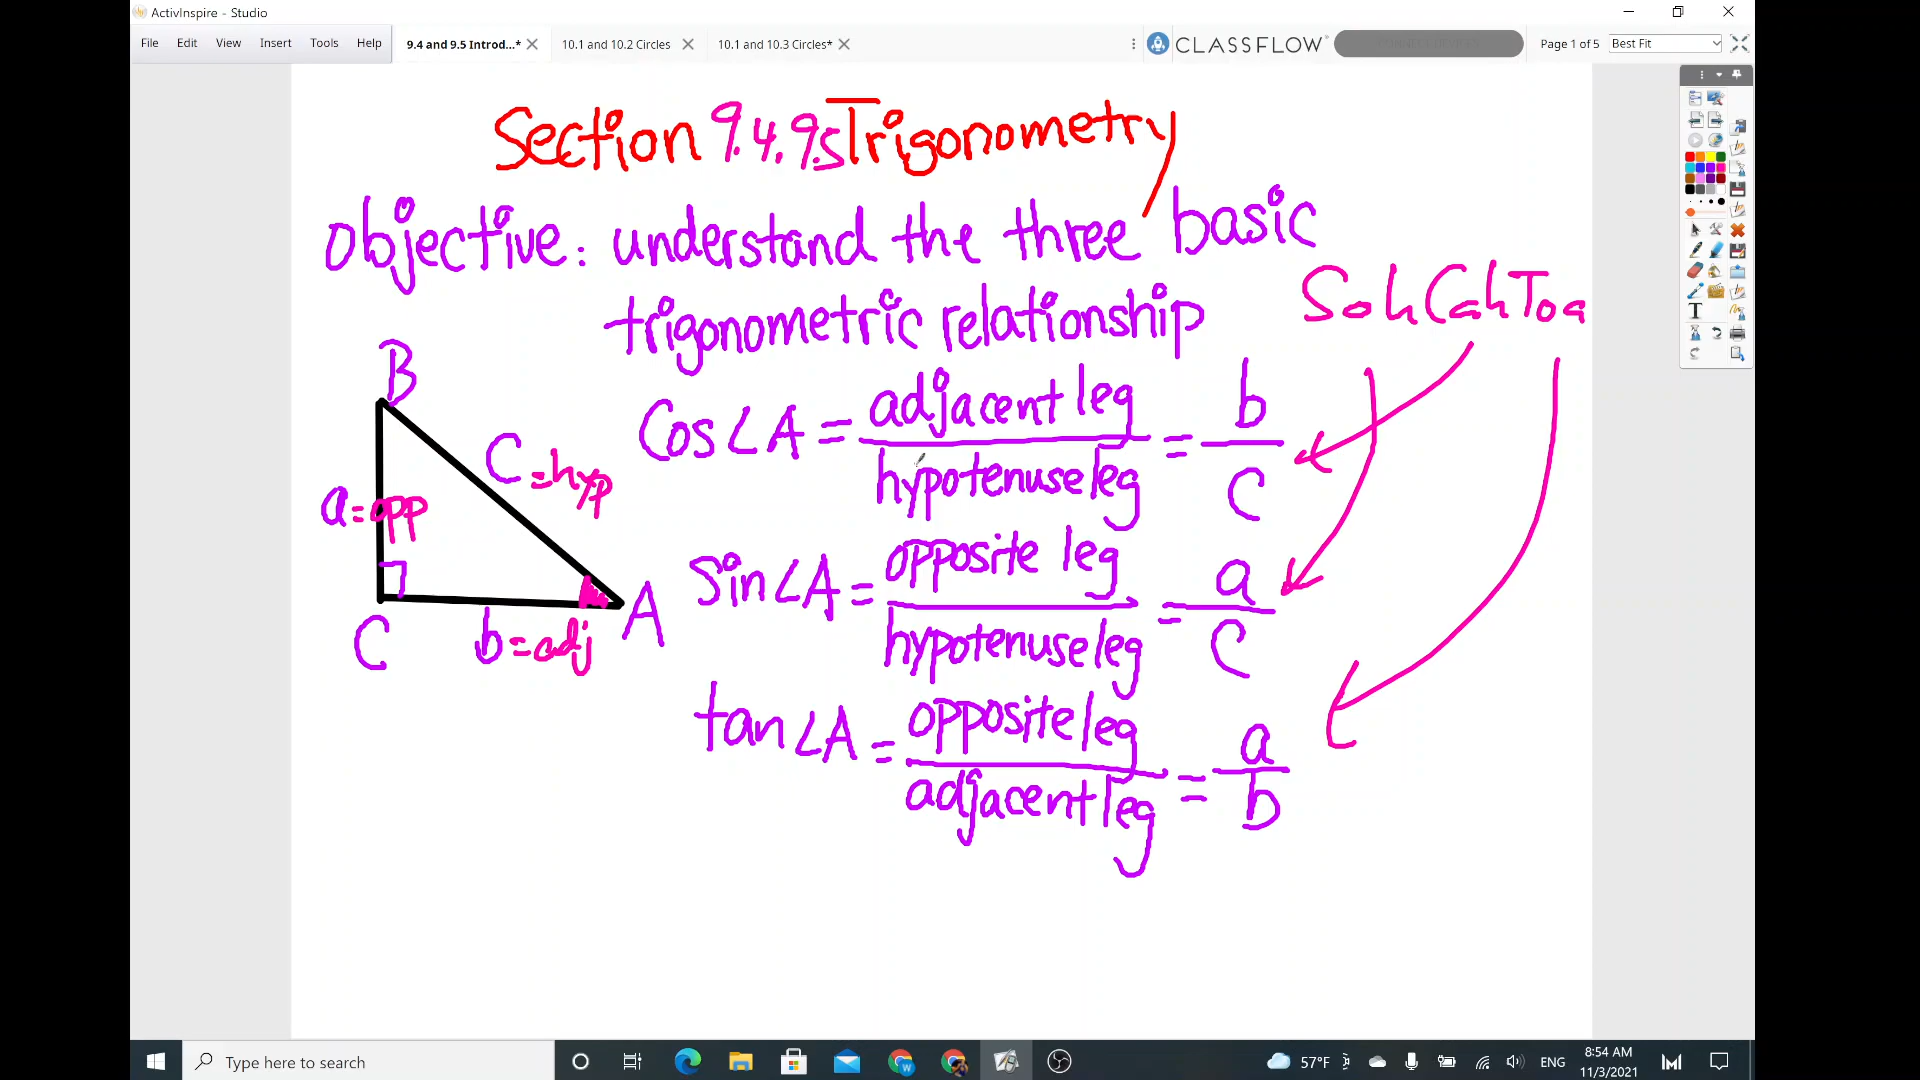 ActivInspire - Studio
File Edit View Insert Tools Help
9.4 and 9.5 Introd...*
10.1 and 10.2 Circles
10.1 and 10.3 Circles*
CLASSFLOW
Page 1 of 5
Best Fit
Section 9.4.9.5 Trigonometry
Objective: understand the three basic
trigonometric relationship
SohCahToa
B
C =hyp
a =opp
C
b =adj
A
Cos∠A = adjacent leg / hypotenuse leg = b / C
Sin∠A = opposite leg / hypotenuse leg = a / C
tan∠A = opposite leg / adjacent leg = a / b
Type here to search
57°F
ENG
8:54 AM
11/3/2021